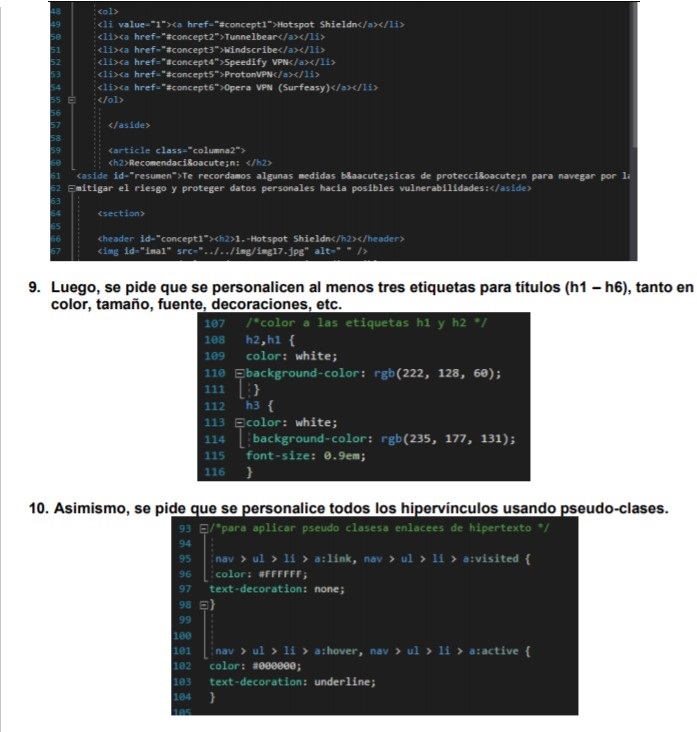 48 <ol>
49 <li value="1"><a href="#concept1">Hotspot Shieldn</a></li>
50 <li><a href="#concept2">Tunnelbear</a></li>
51 <li><a href="#concept3">Windscribe</a></li>
52 <li><a href="#concept4">Speedify VPN</a></li>
53 <li><a href="#concept5">ProtonVPN</a></li>
54 <li><a href="#concept6">Opera VPN (Surfeasy)</a></li>
55 </ol>
56
57 </aside>
58
59 <article class="columna2">
60 <h2>Recomendaci&oacute;n: </h2>
61 <aside id="resumen">Te recordamos algunas medidas b&aacute;sicas de protecci&oacute;n para navegar por la
62 mitigar el riesgo y proteger datos personales hacia posibles vulnerabilidades:</aside>
63
64 <section>
65
66 <header id="concept1"><h2>1.-Hotspot Shieldn</h2></header>
67 <img id="ima1" src="../../img/img17.jpg" alt=" " />
9. Luego, se pide que se personalicen al menos tres etiquetas para títulos (h1 – h6), tanto en
color, tamaño, fuente, decoraciones, etc.
107 /*color a las etiquetas h1 y h2 */
108 h2,h1 {
109 color: white;
110 background-color: rgb(222, 128, 60);
111 }
112 h3 {
113 color: white;
114 background-color: rgb(235, 177, 131);
115 font-size: 0.9em;
116 }
10. Asimismo, se pide que se personalice todos los hipervínculos usando pseudo-clases.
93 /*para aplicar pseudo clasesa enlacees de hipertexto */
94
95 nav > ul > li > a:link, nav > ul > li > a:visited {
96 color: #FFFFFF;
97 text-decoration: none;
98 }
99
100
101 nav > ul > li > a:hover, nav > ul > li > a:active {
102 color: #000000;
103 text-decoration: underline;
104 }
105